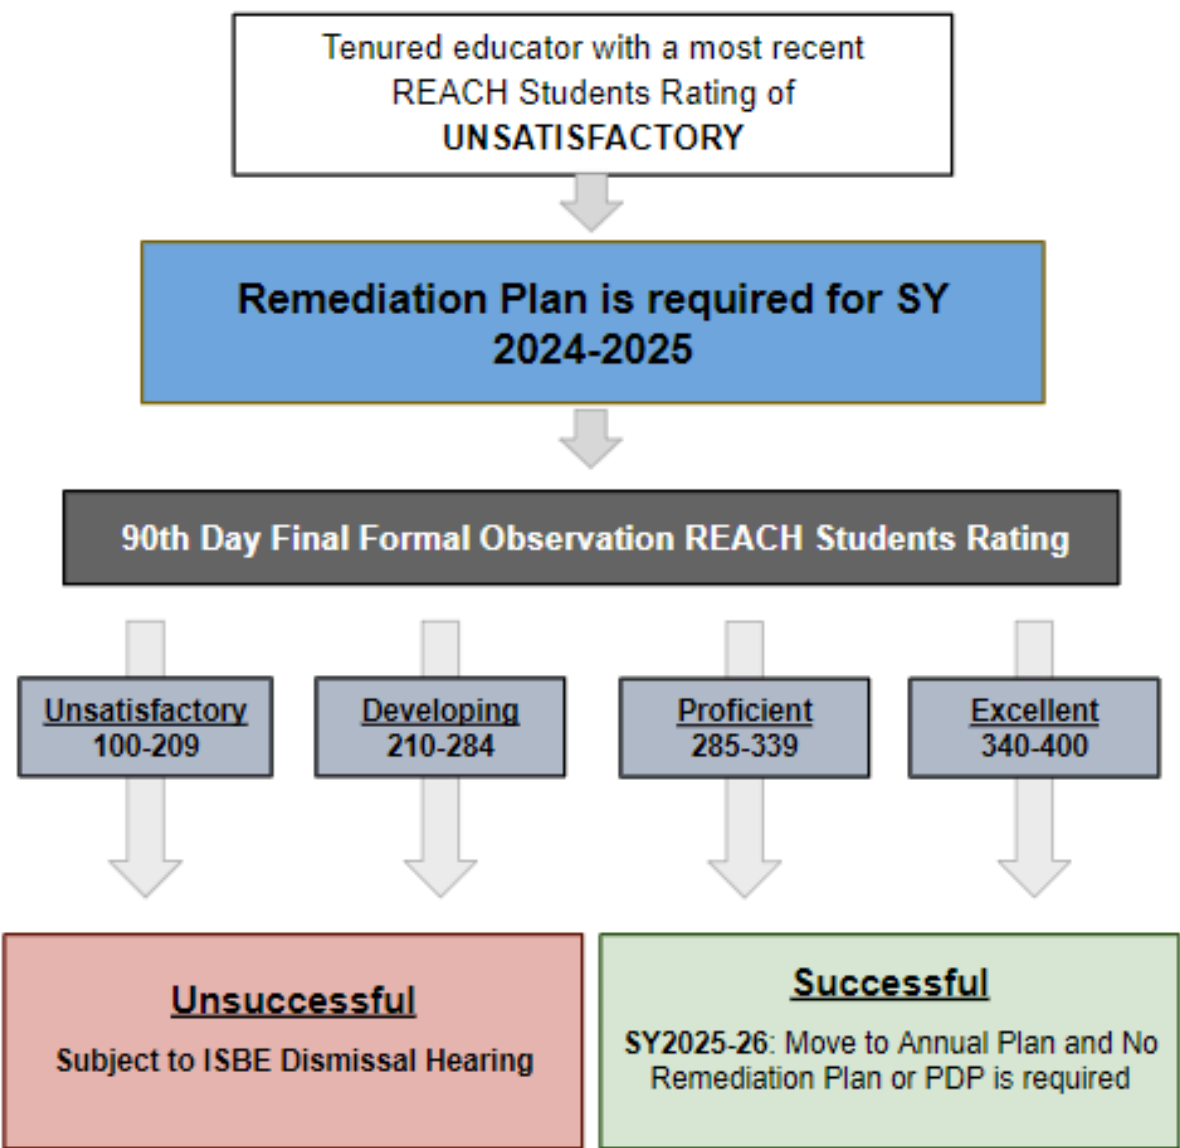 Tenured educator with a most recent
REACH Students Rating of
UNSATISFACTORY
Remediation Plan is required for SY
2024-2025
90th Day Final Formal Observation REACH Students Rating
Unsatisfactory
100-209
Developing
210-284
Proficient
285-339
Excellent
340-400
Unsuccessful
Subject to ISBE Dismissal Hearing
Successful
SY2025-26: Move to Annual Plan and No
Remediation Plan or PDP is required